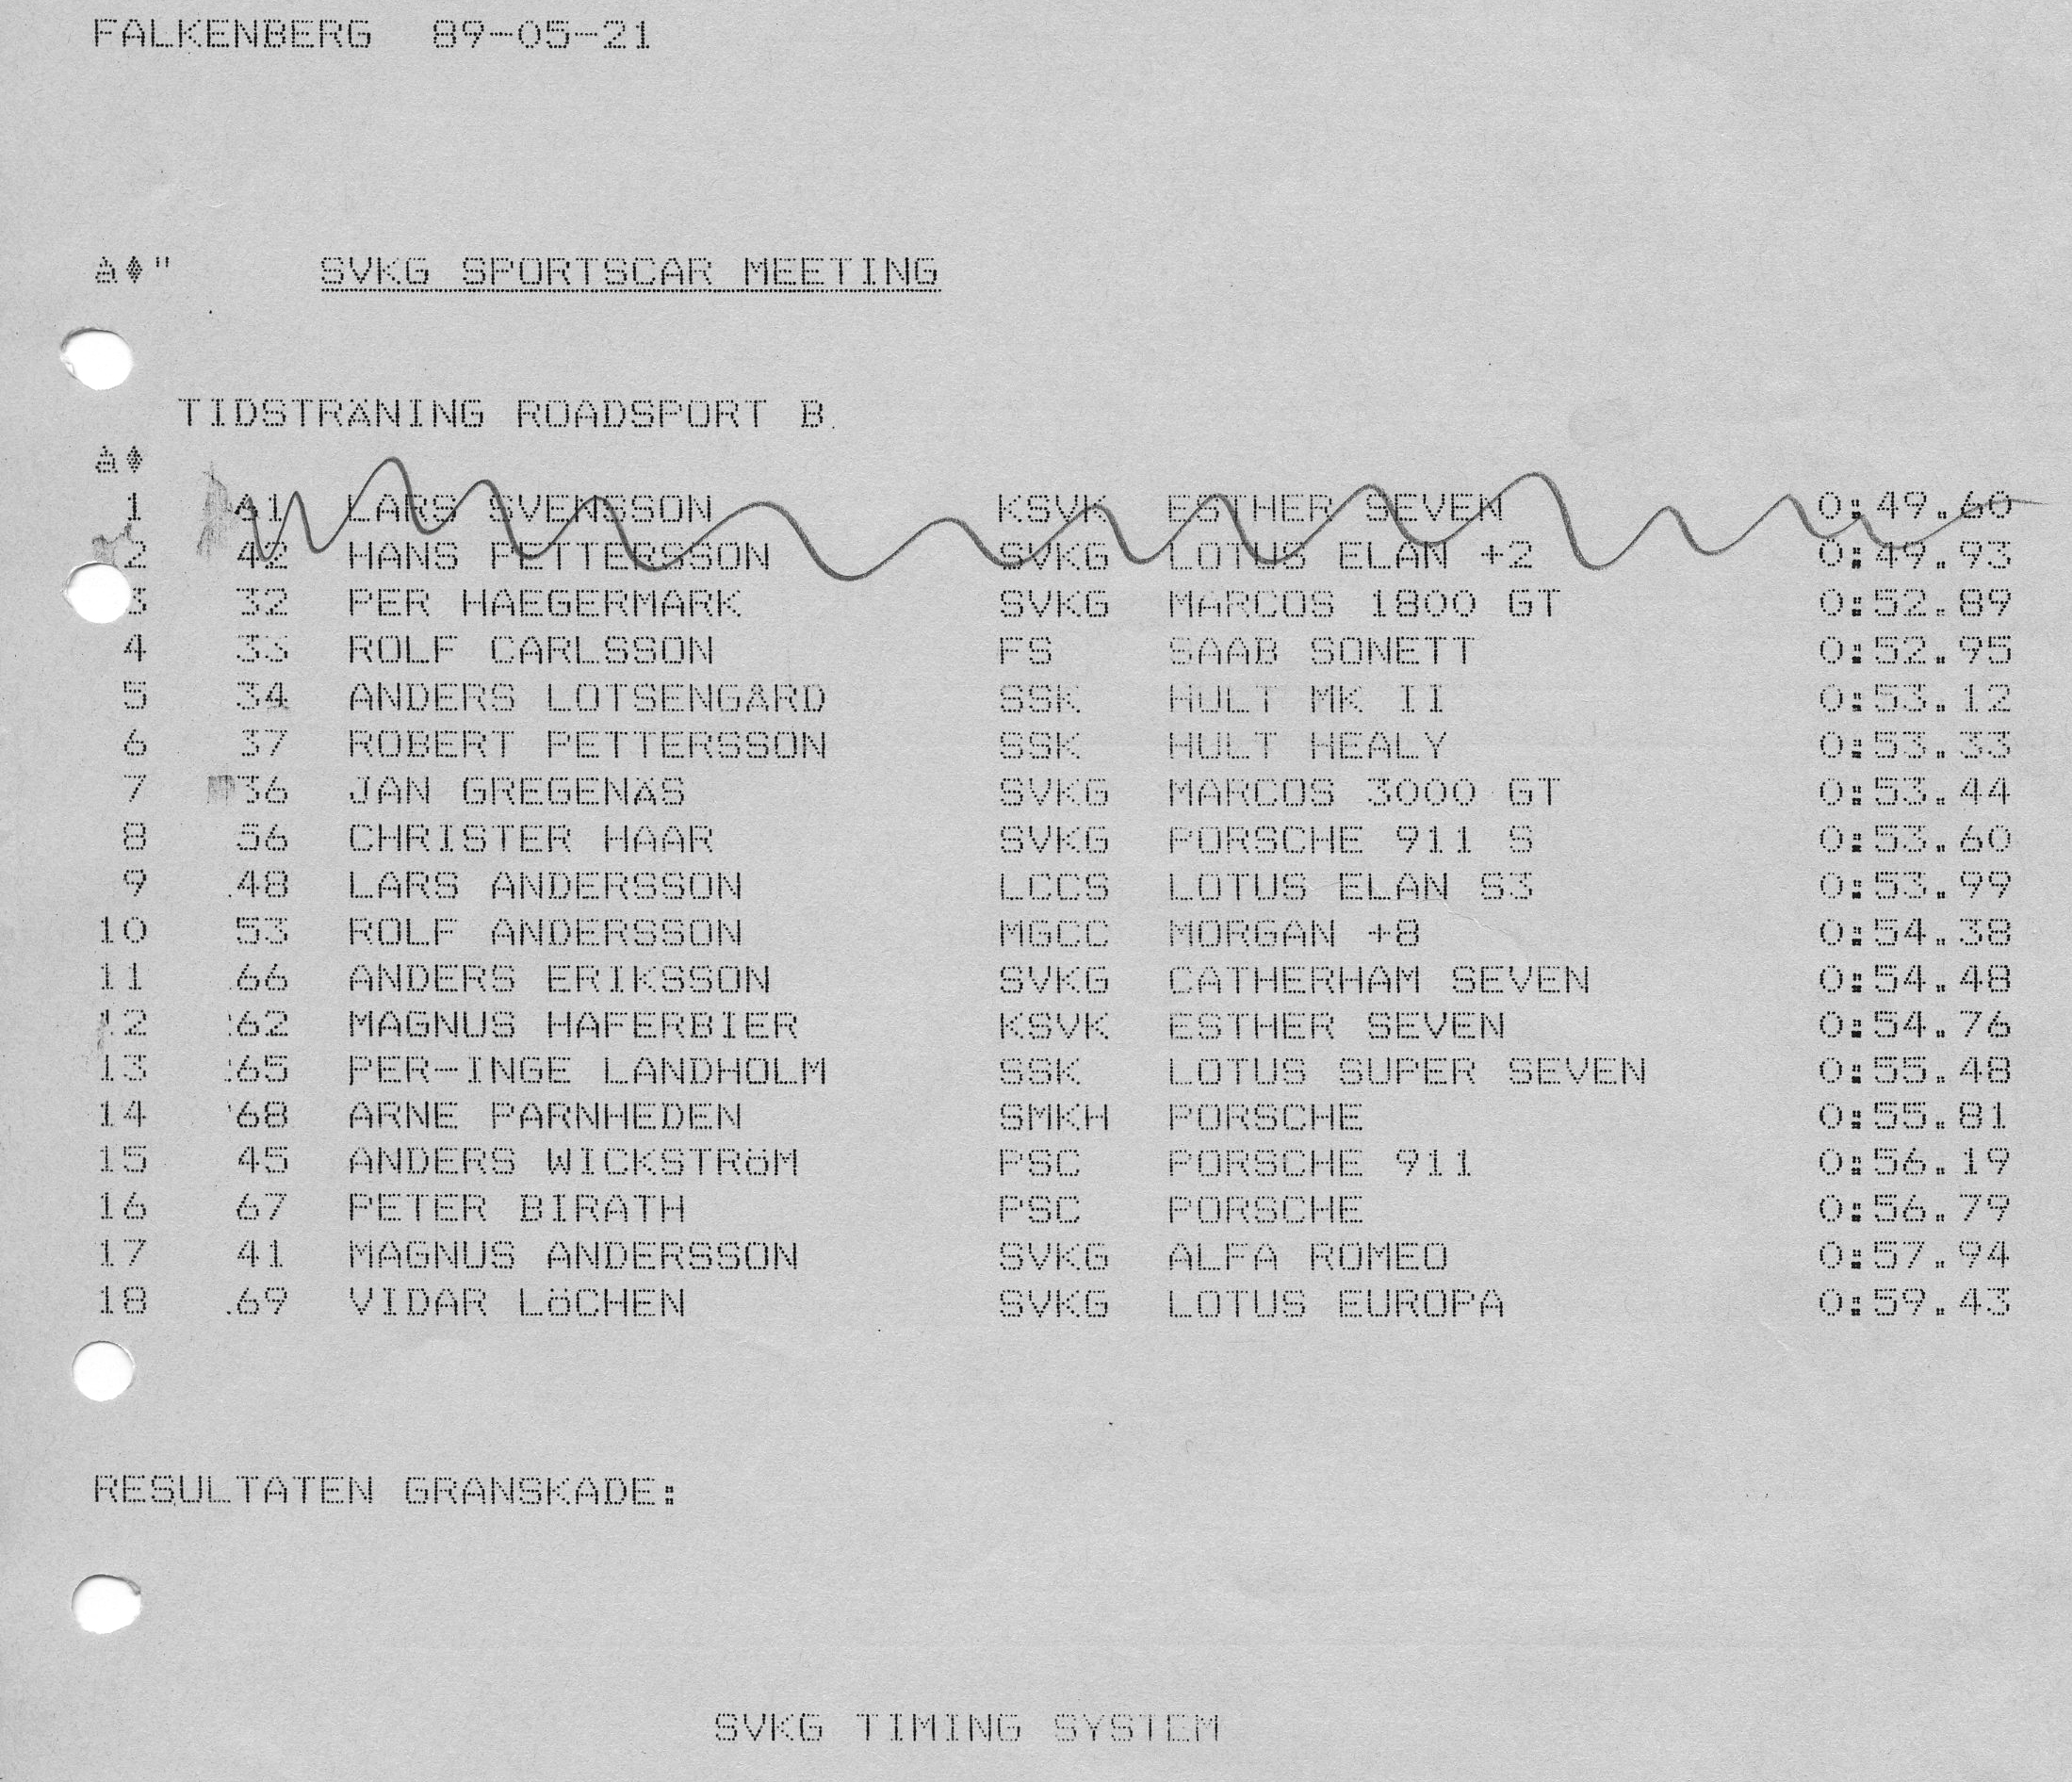 FALKENBERG 89-05-21
à♦" SVKG SPORTSCAR MEETING
TIDSTRÄNING ROADSPORT B
à♦
1 41 LARS SVENSSON KSVK ESTHER SEVEN 0:49.60
2 42 HANS PETTERSSON SVKG LOTUS ELAN +2 0:49.93
3 32 PER HAEGERMARK SVKG MARCOS 1800 GT 0:52.89
4 33 ROLF CARLSSON FS SAAB SONETT 0:52.95
5 34 ANDERS LOTSENGÅRD SSK HULT MK II 0:53.12
6 37 ROBERT PETTERSSON SSK HULT HEALY 0:53.33
7 36 JAN GREGENÄS SVKG MARCOS 3000 GT 0:53.44
8 56 CHRISTER HAAR SVKG PORSCHE 911 S 0:53.60
9 48 LARS ANDERSSON LCCS LOTUS ELAN S3 0:53.99
10 53 ROLF ANDERSSON MGCC MORGAN +8 0:54.38
11 66 ANDERS ERIKSSON SVKG CATHERHAM SEVEN 0:54.48
12 62 MAGNUS HAFERBIER KSVK ESTHER SEVEN 0:54.76
13 65 PER-INGE LANDHOLM SSK LOTUS SUPER SEVEN 0:55.48
14 68 ARNE PARNHEDEN SMKH PORSCHE 0:55.81
15 45 ANDERS WICKSTRöM PSC PORSCHE 911 0:56.19
16 67 PETER BIRATH PSC PORSCHE 0:56.79
17 41 MAGNUS ANDERSSON SVKG ALFA ROMEO 0:57.94
18 69 VIDAR LöCHEN SVKG LOTUS EUROPA 0:59.43
RESULTATEN GRANSKADE:
SVKG TIMING SYSTEM